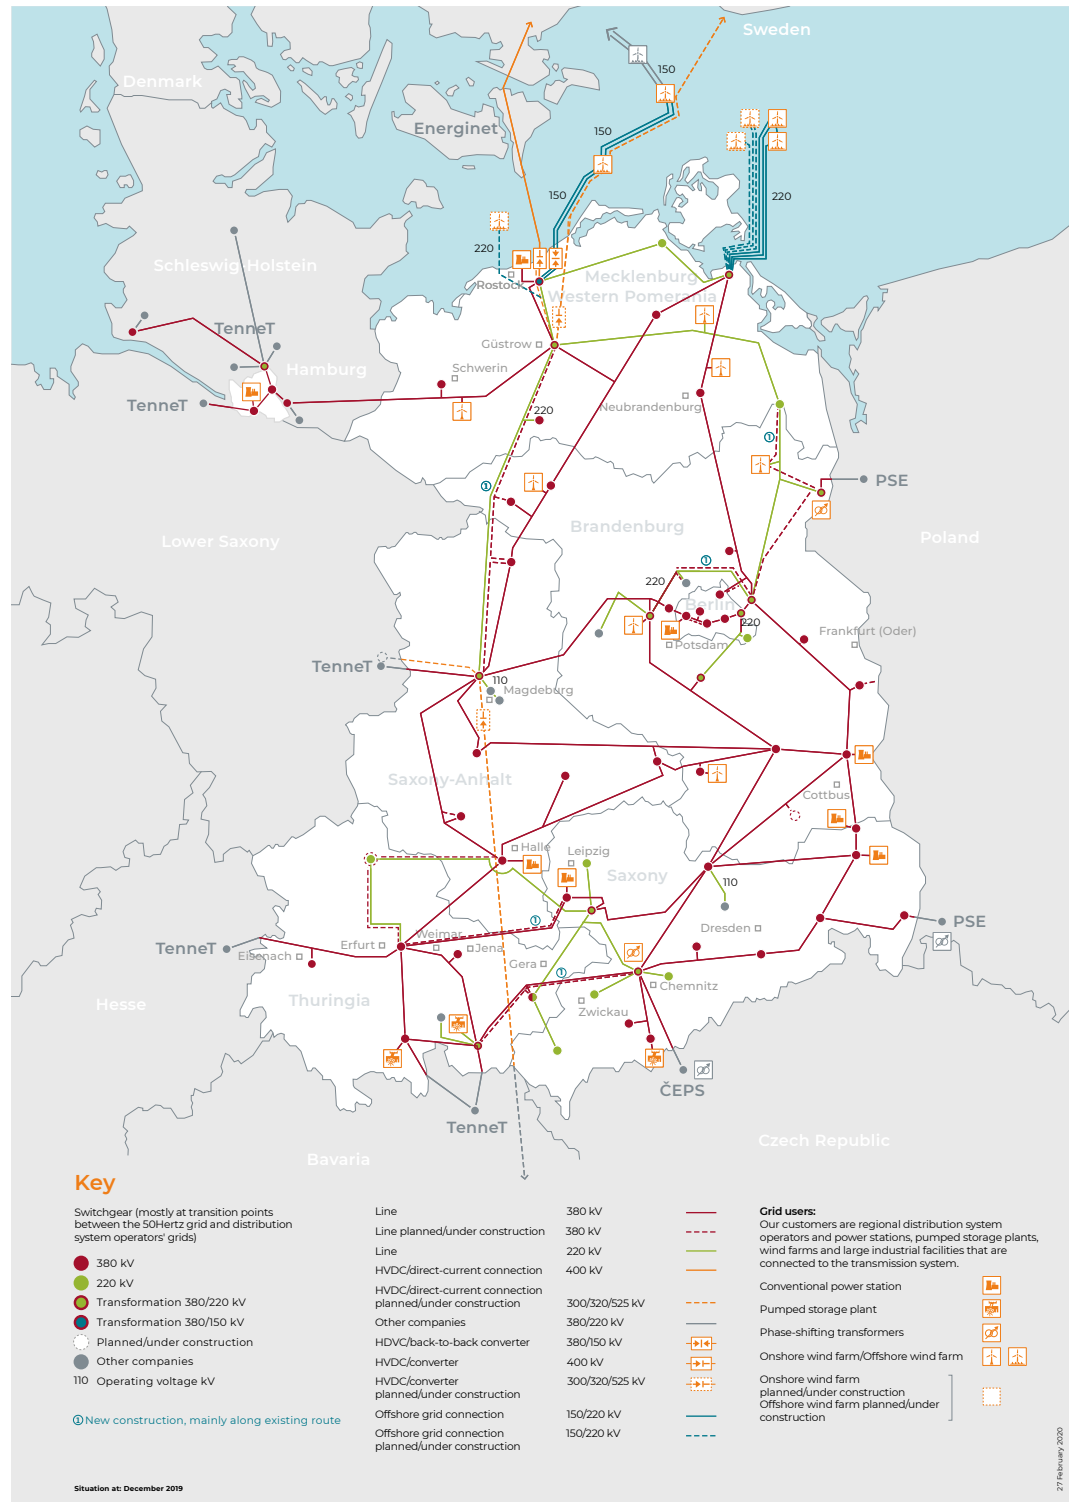 Sweden
150
Denmark
Energinet
150
150
220
220
Schleswig-Holstein
Mecklenburg
Western Pomerania
Rostock
TenneT
Güstrow
Hamburg
Schwerin
TenneT
Neubrandenburg
220
①
①
PSE
Brandenburg
Lower Saxony
Poland
①
220
Berlin
220
Frankfurt (Oder)
Potsdam
TenneT
110
Magdeburg
Saxony-Anhalt
Cottbus
Halle
Leipzig
Saxony
110
①
Dresden
PSE
Weimar
Erfurt
Jena
TenneT
Eisenach
Gera
①
Chemnitz
Thuringia
Hesse
Zwickau
ČEPS
TenneT
Czech Republic
Bavaria
Key
Switchgear (mostly at transition points
between the 50Hertz grid and distribution
system operators' grids)
380 kV
220 kV
Transformation 380/220 kV
Transformation 380/150 kV
Planned/under construction
Other companies
110 Operating voltage kV
① New construction, mainly along existing route
Line 380 kV
Line planned/under construction 380 kV
Line 220 kV
HVDC/direct-current connection 400 kV
HVDC/direct-current connection
planned/under construction 300/320/525 kV
Other companies 380/220 kV
HDVC/back-to-back converter 380/150 kV
HVDC/converter 400 kV
HVDC/converter 300/320/525 kV
planned/under construction
Offshore grid connection 150/220 kV
Offshore grid connection 150/220 kV
planned/under construction
Grid users:
Our customers are regional distribution system
operators and power stations, pumped storage plants,
wind farms and large industrial facilities that are
connected to the transmission system.
Conventional power station
Pumped storage plant
Phase-shifting transformers
Onshore wind farm/Offshore wind farm
Onshore wind farm
planned/under construction
Offshore wind farm planned/under
construction
27 February 2020
Situation at: December 2019